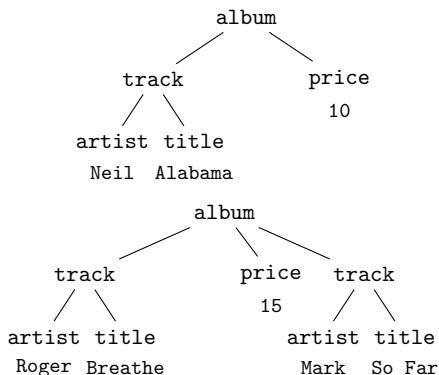 album
track price
10
artist title
Neil Alabama
album
track price track
15
artist title artist title
Roger Breathe Mark So Far